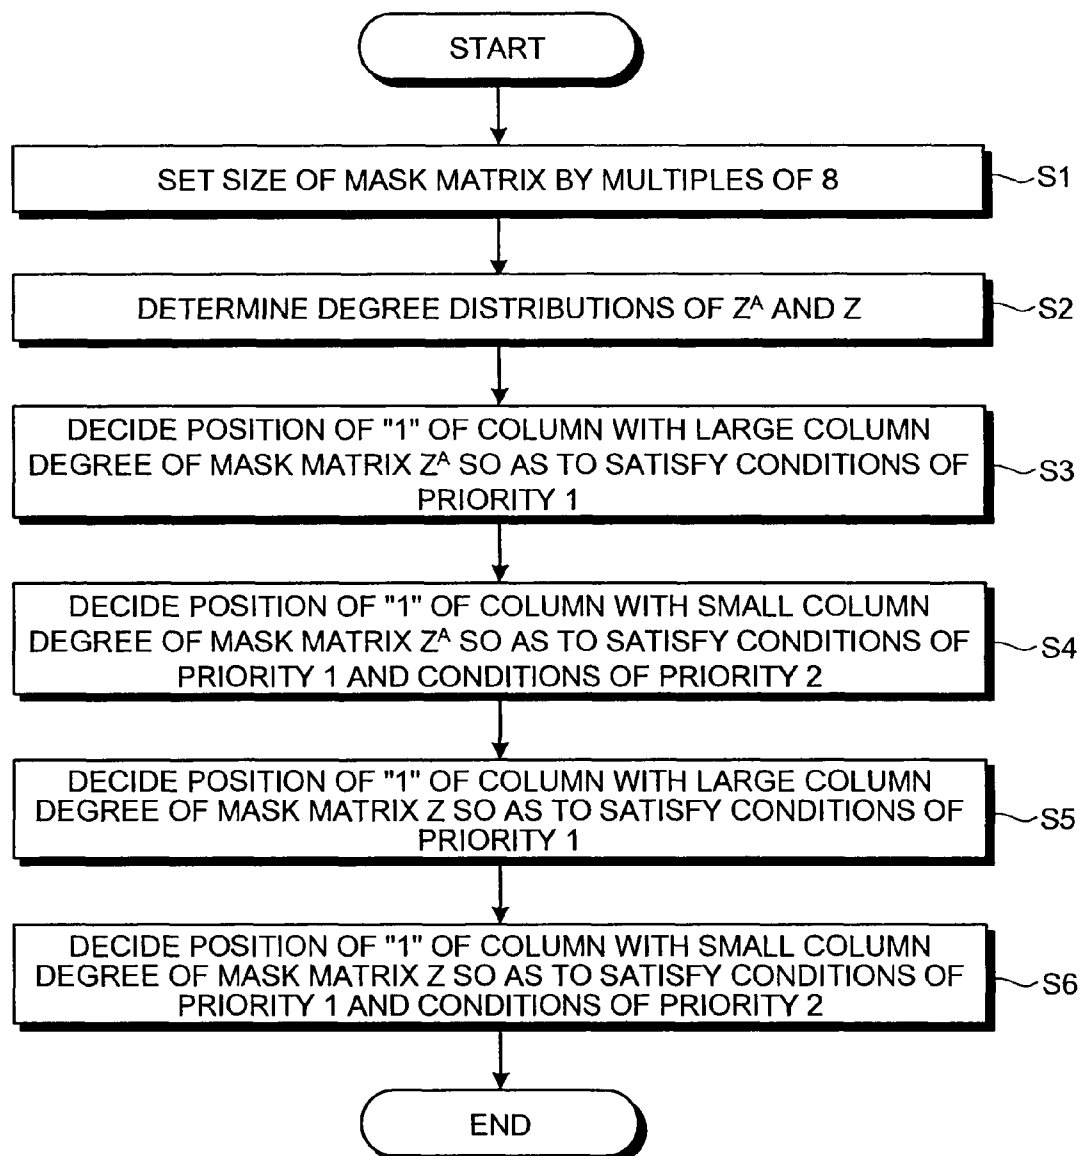 START
SET SIZE OF MASK MATRIX BY MULTIPLES OF 8
S1
DETERMINE DEGREE DISTRIBUTIONS OF Z^A AND Z
S2
DECIDE POSITION OF "1" OF COLUMN WITH LARGE COLUMN
DEGREE OF MASK MATRIX Z^A SO AS TO SATISFY CONDITIONS OF
PRIORITY 1
S3
DECIDE POSITION OF "1" OF COLUMN WITH SMALL COLUMN
DEGREE OF MASK MATRIX Z^A SO AS TO SATISFY CONDITIONS OF
PRIORITY 1 AND CONDITIONS OF PRIORITY 2
S4
DECIDE POSITION OF "1" OF COLUMN WITH LARGE COLUMN
DEGREE OF MASK MATRIX Z SO AS TO SATISFY CONDITIONS OF
PRIORITY 1
S5
DECIDE POSITION OF "1" OF COLUMN WITH SMALL COLUMN
DEGREE OF MASK MATRIX Z SO AS TO SATISFY CONDITIONS OF
PRIORITY 1 AND CONDITIONS OF PRIORITY 2
S6
END